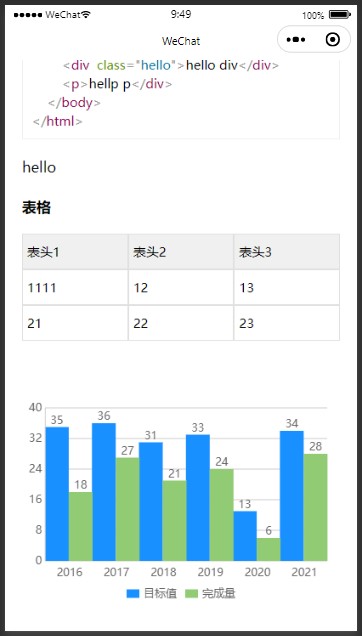 WeChat
9:49
100%
WeChat
<div class="hello">hello div</div>
<p>hellp p</div>
</body>
</html>
hello
表格
表头1 表头2 表头3
1111 12 13
21 22 23
40
32
24
16
8
0
35 18 36 27 31 21 33 24 13 6 34 28
2016 2017 2018 2019 2020 2021
目标值 完成量